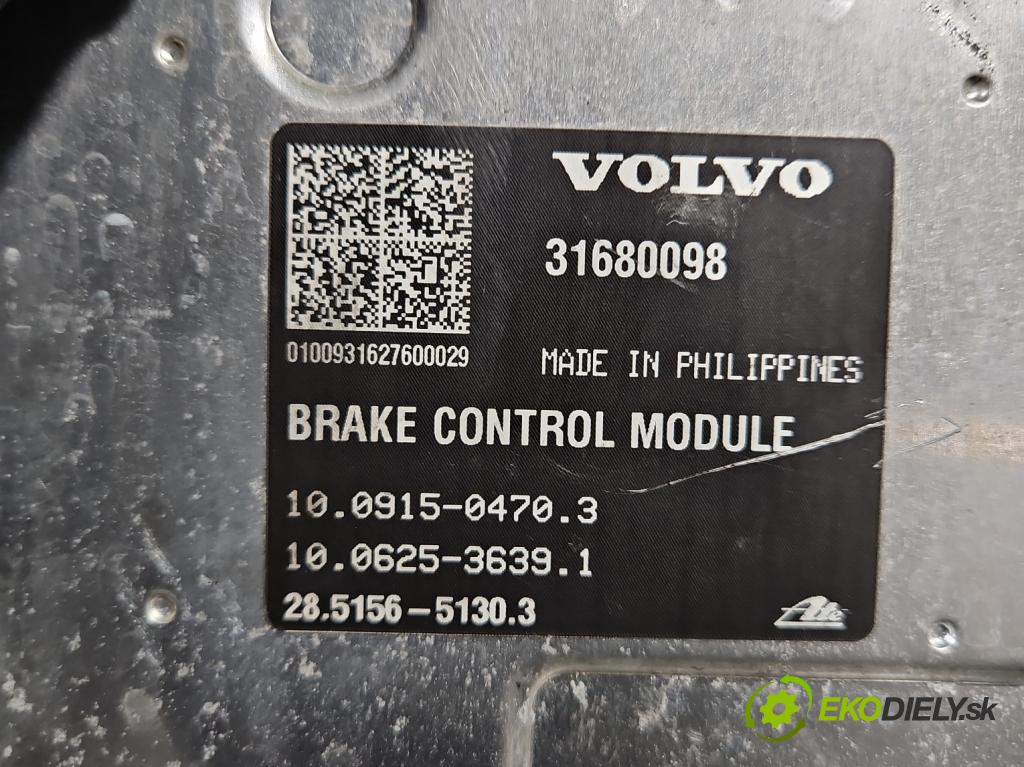 VOLVO
31680098
0100931627600029
MADE IN PHILIPPINES
BRAKE CONTROL MODULE
10.0915-0470.3
10.0625-3639.1
28.5156-5130.3
Ate
EKODIELY.sk